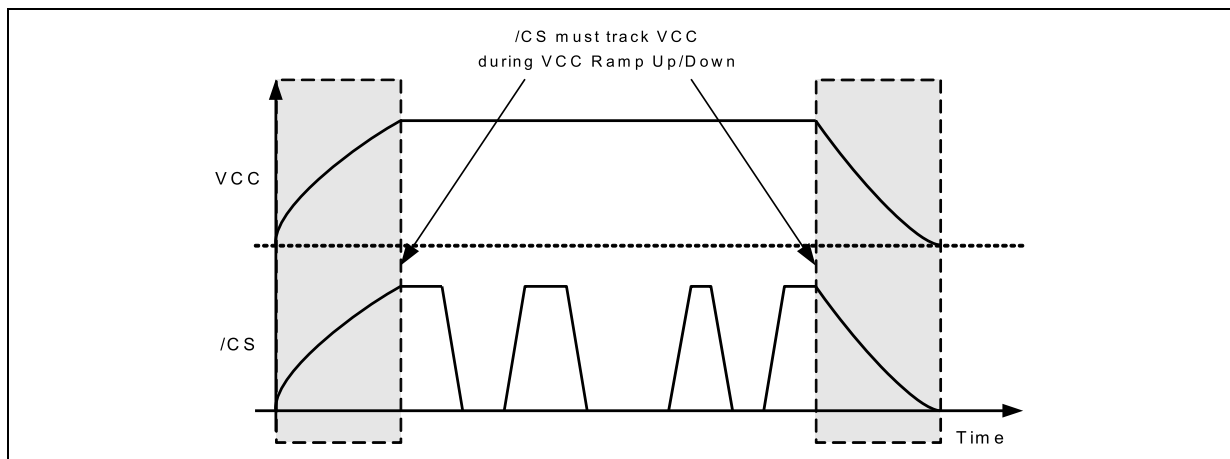 /CS must track VCC
during VCC Ramp Up/Down
VCC
/CS
Time